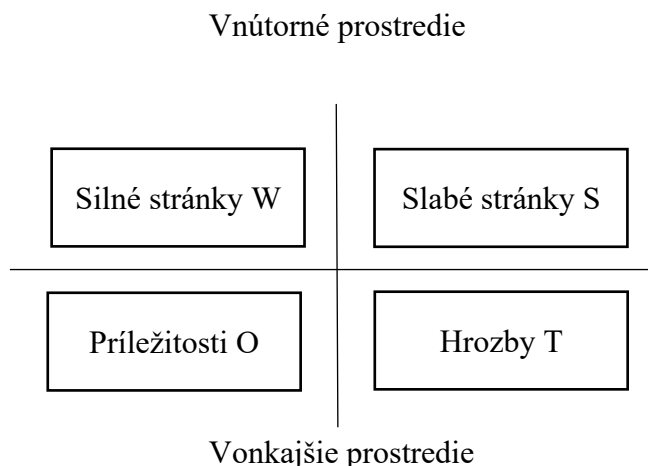 Vnútorné prostredie
Silné stránky W
Slabé stránky S
Príležitosti O
Hrozby T
Vonkajšie prostredie